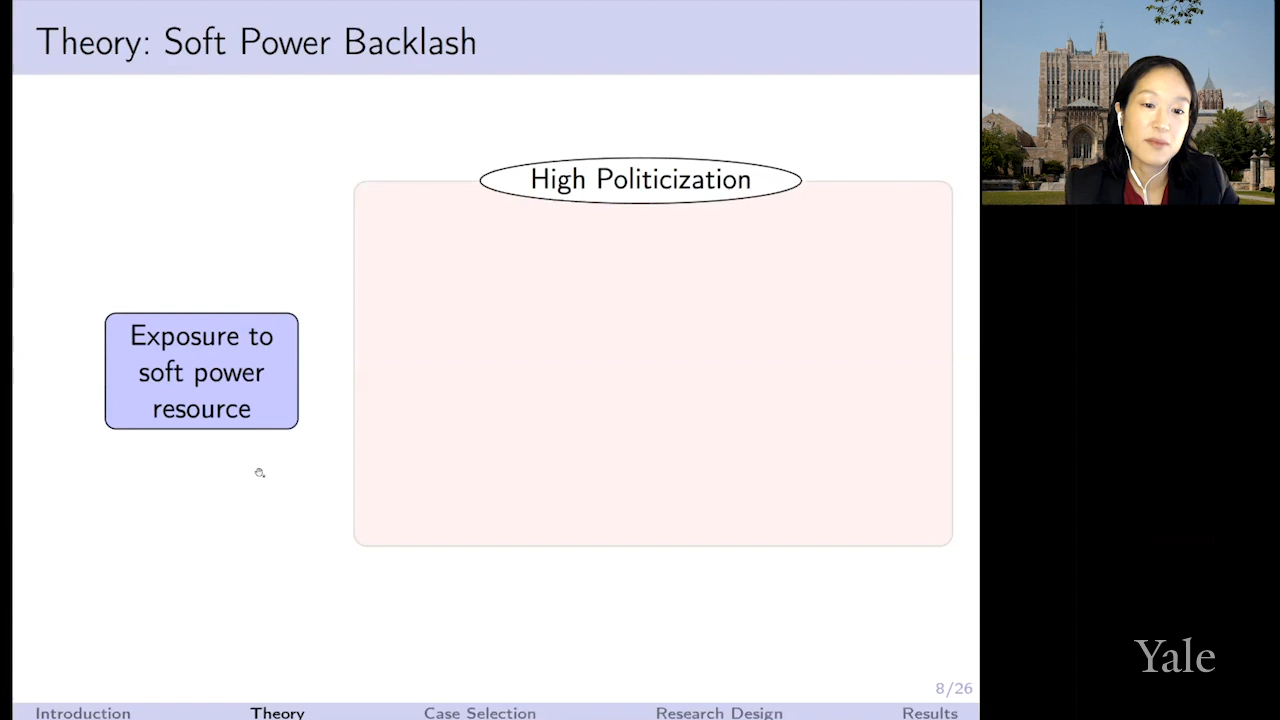 Theory: Soft Power Backlash
High Politicization
Exposure to
soft power
resource
Yale
8/26
Introduction
Theory
Case Selection
Research Design
Results